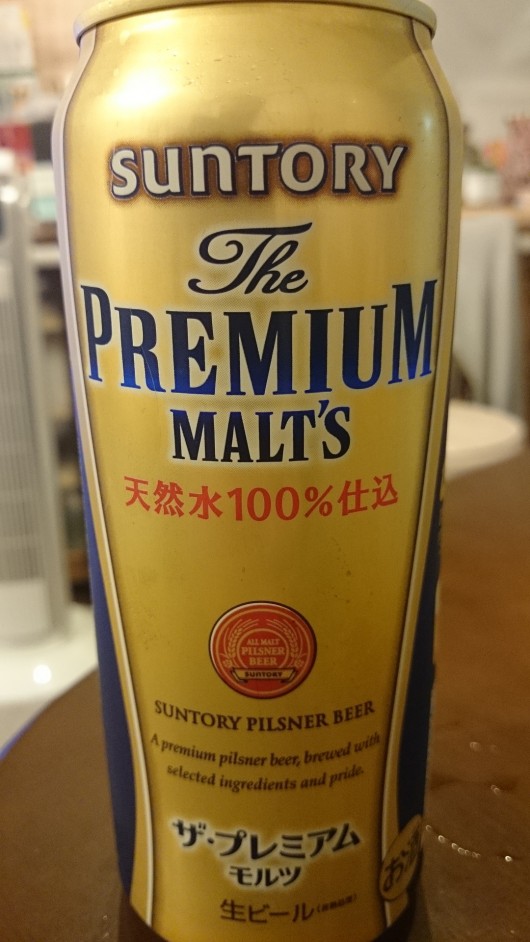 SUNTORY
The
PREMIUM
MALT'S
天然水100%仕込
ALL MALT
PILSNER
BEER
SUNTORY
SUNTORY PILSNER BEER
A premium pilsner beer, brewed with
selected ingredients and pride.
ザ・プレミアム
モルツ
お酒
生ビール